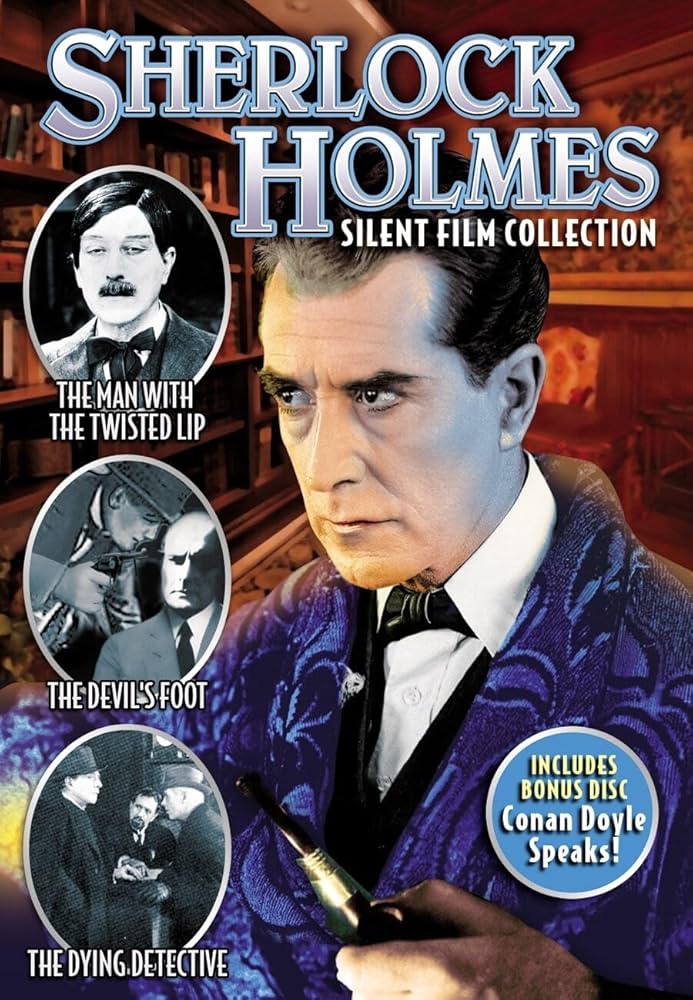 SHERLOCK
HOLMES
SILENT FILM COLLECTION
THE MAN WITH
THE TWISTED LIP
THE DEVIL'S FOOT
THE DYING DETECTIVE
INCLUDES
BONUS DISC
Conan Doyle
Speaks!